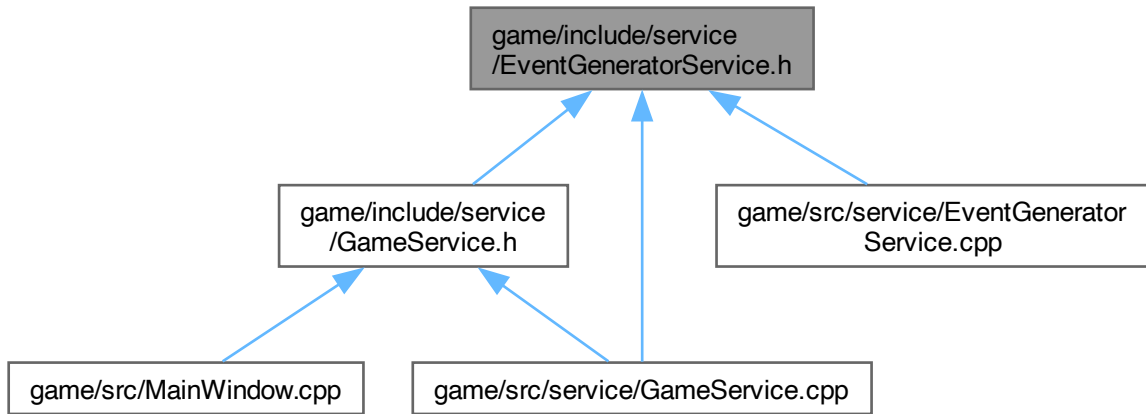 game/include/service
/EventGeneratorService.h
game/include/service
/GameService.h
game/src/service/EventGenerator
Service.cpp
game/src/MainWindow.cpp
game/src/service/GameService.cpp